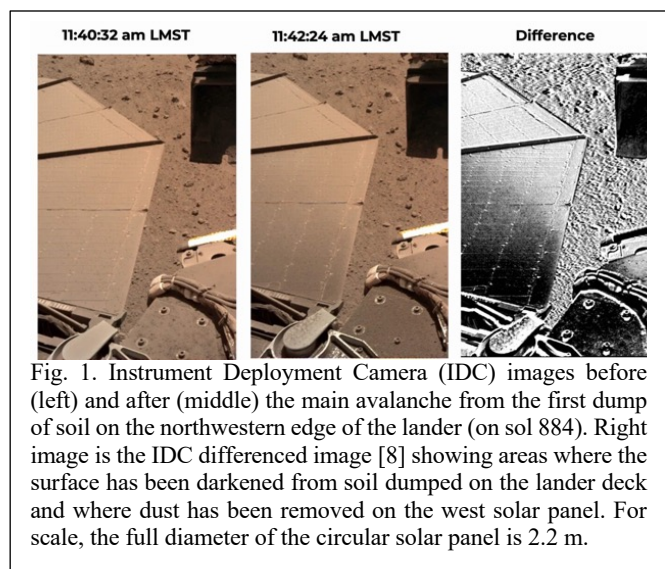 11:40:32 am LMST
11:42:24 am LMST
Difference
Fig. 1. Instrument Deployment Camera (IDC) images before
(left) and after (middle) the main avalanche from the first dump
of soil on the northwestern edge of the lander (on sol 884). Right
image is the IDC differenced image [8] showing areas where the
surface has been darkened from soil dumped on the lander deck
and where dust has been removed on the west solar panel. For
scale, the full diameter of the circular solar panel is 2.2 m.